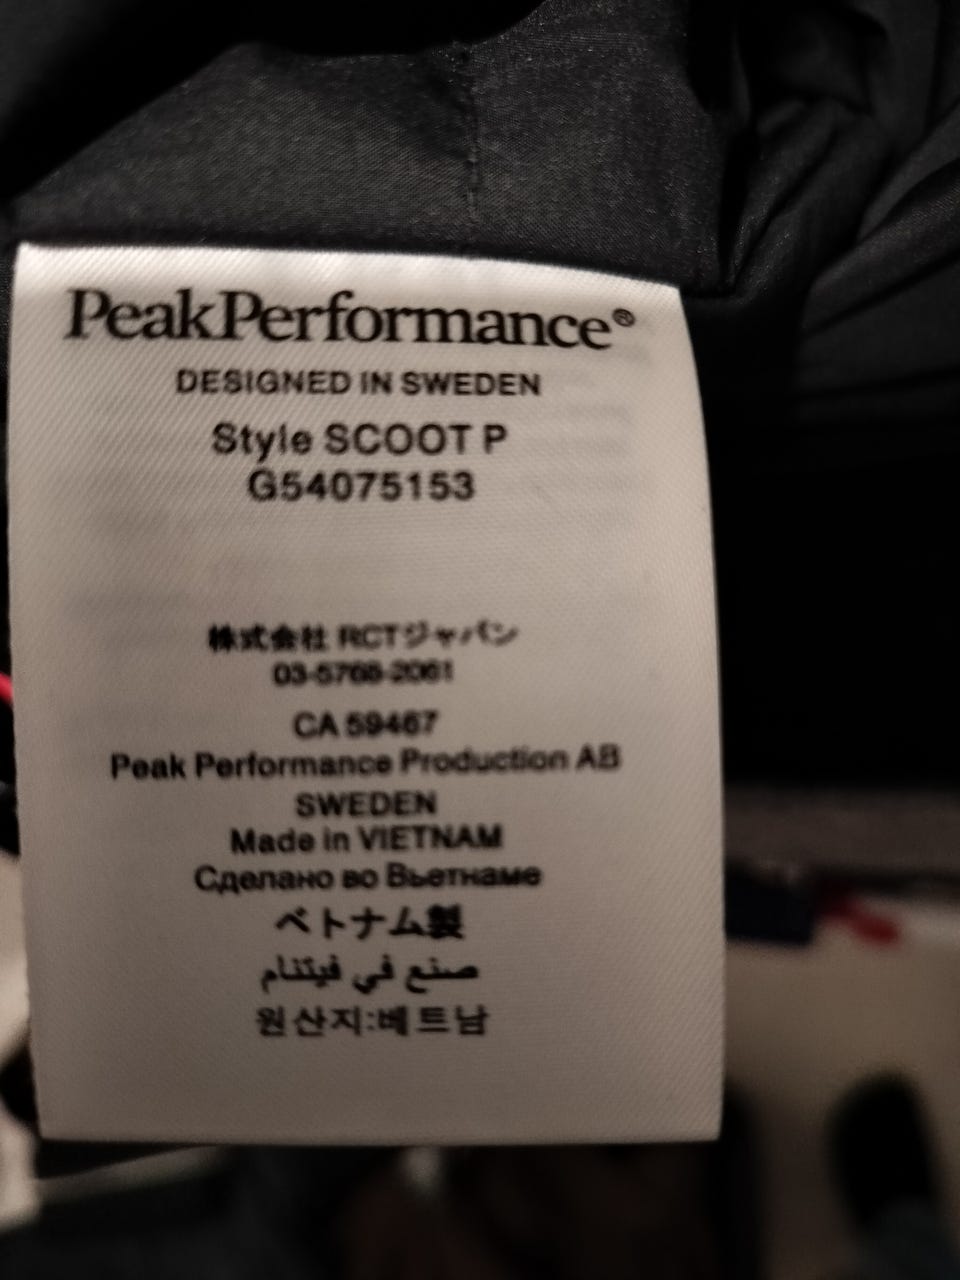 PeakPerformance®
DESIGNED IN SWEDEN
Style SCOOT P
G54075153
株式会社 RCTジャパン
03-5768-2061
CA 59467
Peak Performance Production AB
SWEDEN
Made in VIETNAM
Сделано во Вьетнаме
ベトナム製
صنع في فيتنام
원산지:베트남